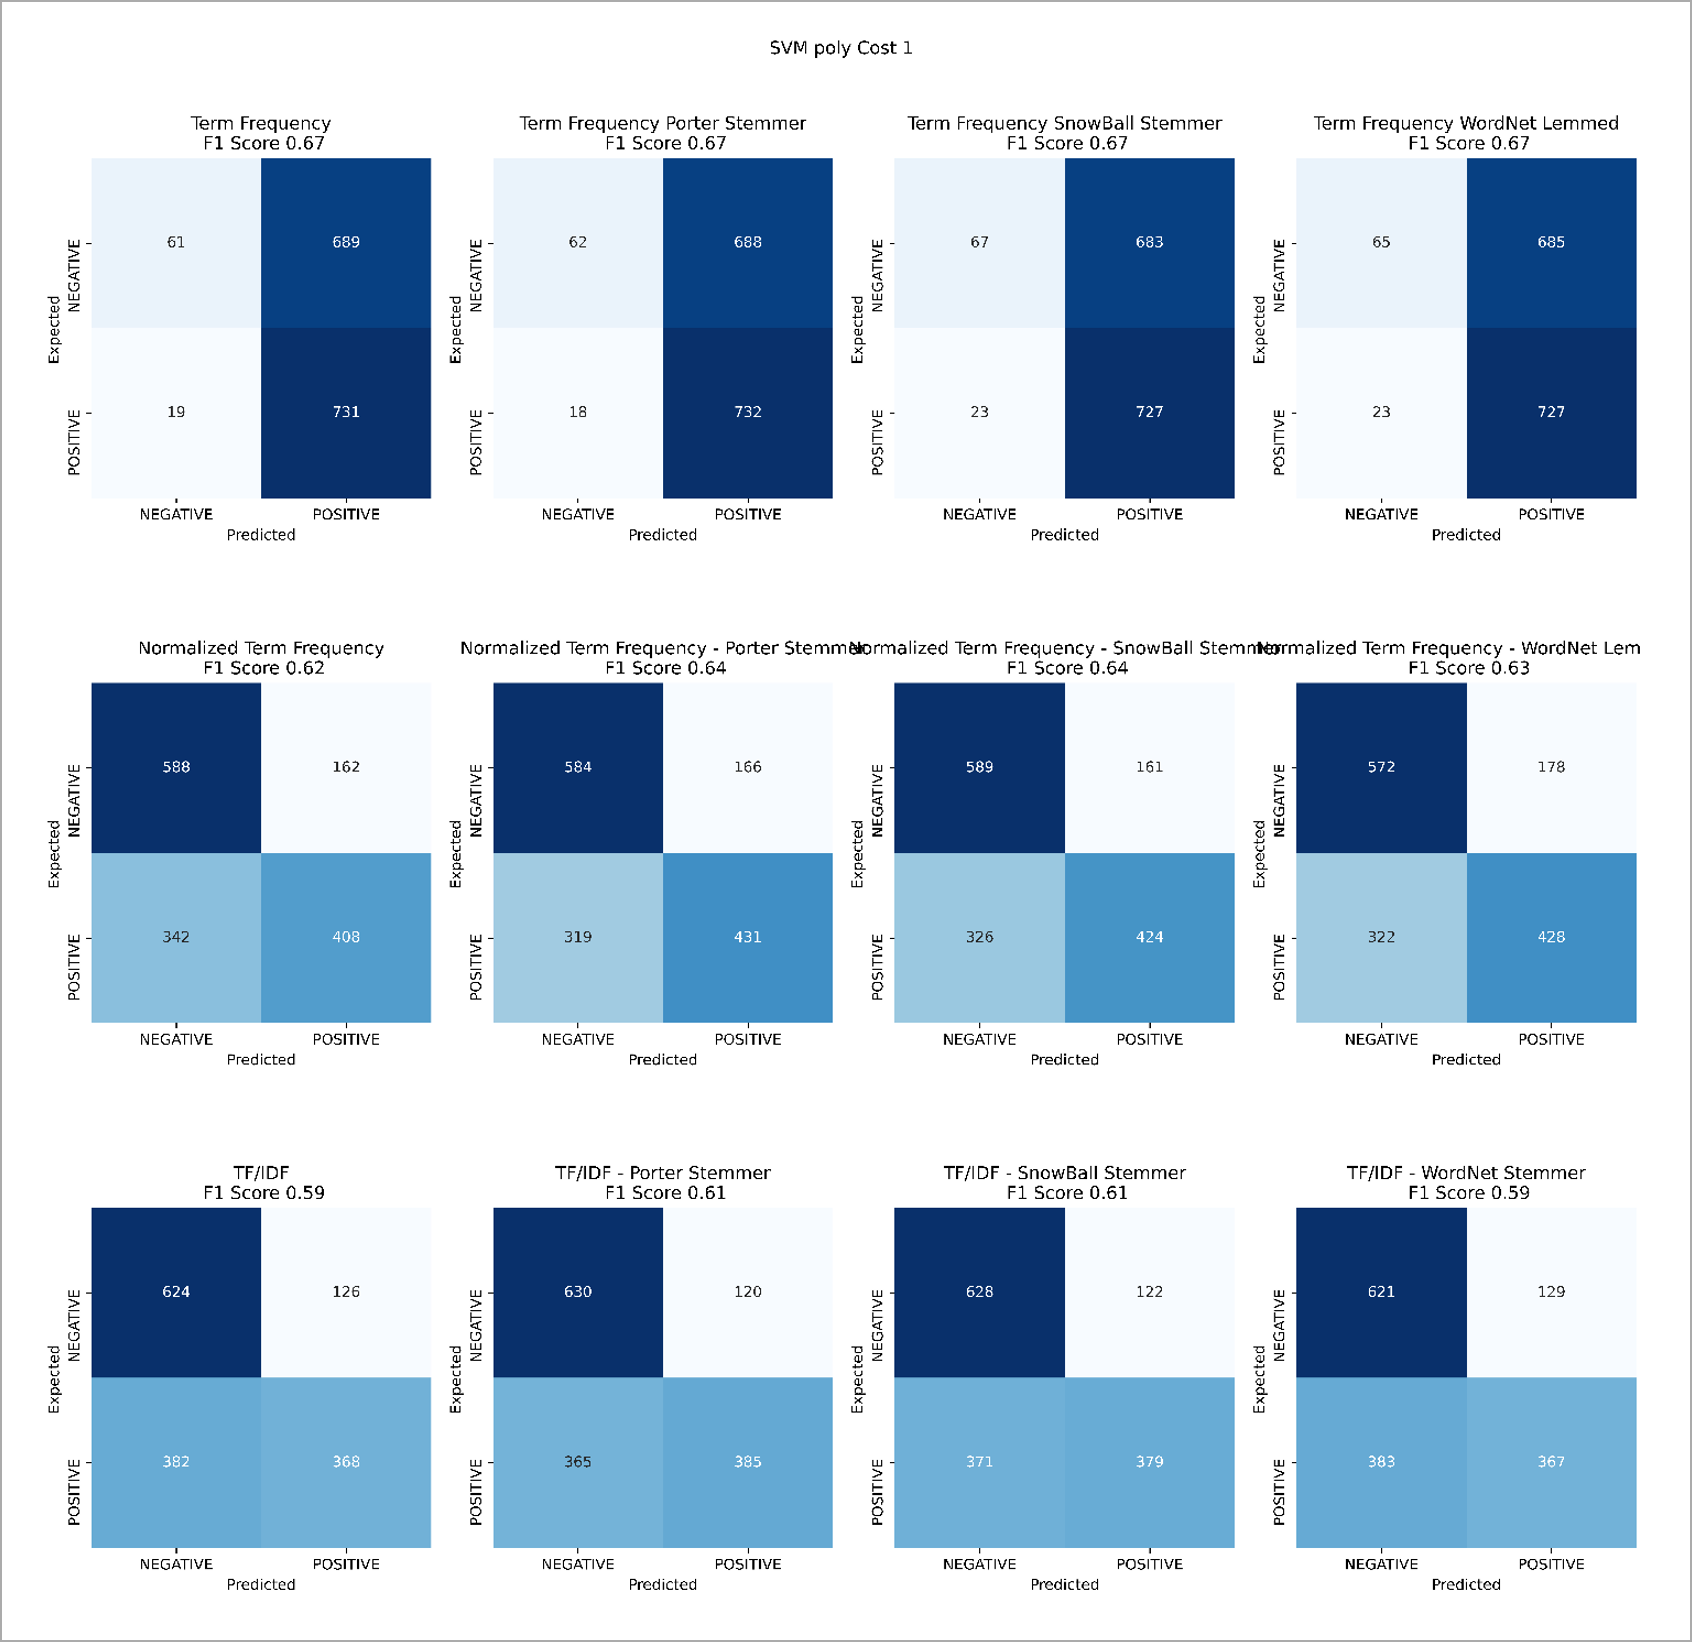 SVM poly Cost 1
Term Frequency
F1 Score 0.67
NEGATIVE
POSITIVE
Expected
61
689
19
731
NEGATIVE
POSITIVE
Predicted
Term Frequency Porter Stemmer
F1 Score 0.67
NEGATIVE
POSITIVE
Expected
62
688
18
732
NEGATIVE
POSITIVE
Predicted
Term Frequency SnowBall Stemmer
F1 Score 0.67
NEGATIVE
POSITIVE
Expected
67
683
23
727
NEGATIVE
POSITIVE
Predicted
Term Frequency WordNet Lemmed
F1 Score 0.67
NEGATIVE
POSITIVE
Expected
65
685
23
727
NEGATIVE
POSITIVE
Predicted
Normalized Term Frequency
F1 Score 0.62
NEGATIVE
POSITIVE
Expected
588
162
342
408
NEGATIVE
POSITIVE
Predicted
Normalized Term Frequency - Porter Stemmer
F1 Score 0.64
NEGATIVE
POSITIVE
Expected
584
166
319
431
NEGATIVE
POSITIVE
Predicted
Normalized Term Frequency - SnowBall Stemmer
F1 Score 0.64
NEGATIVE
POSITIVE
Expected
589
161
326
424
NEGATIVE
POSITIVE
Predicted
Normalized Term Frequency - WordNet Lem
F1 Score 0.63
NEGATIVE
POSITIVE
Expected
572
178
322
428
NEGATIVE
POSITIVE
Predicted
TF/IDF
F1 Score 0.59
NEGATIVE
POSITIVE
Expected
624
126
382
368
NEGATIVE
POSITIVE
Predicted
TF/IDF - Porter Stemmer
F1 Score 0.61
NEGATIVE
POSITIVE
Expected
630
120
365
385
NEGATIVE
POSITIVE
Predicted
TF/IDF - SnowBall Stemmer
F1 Score 0.61
NEGATIVE
POSITIVE
Expected
628
122
371
379
NEGATIVE
POSITIVE
Predicted
TF/IDF - WordNet Stemmer
F1 Score 0.59
NEGATIVE
POSITIVE
Expected
621
129
383
367
NEGATIVE
POSITIVE
Predicted